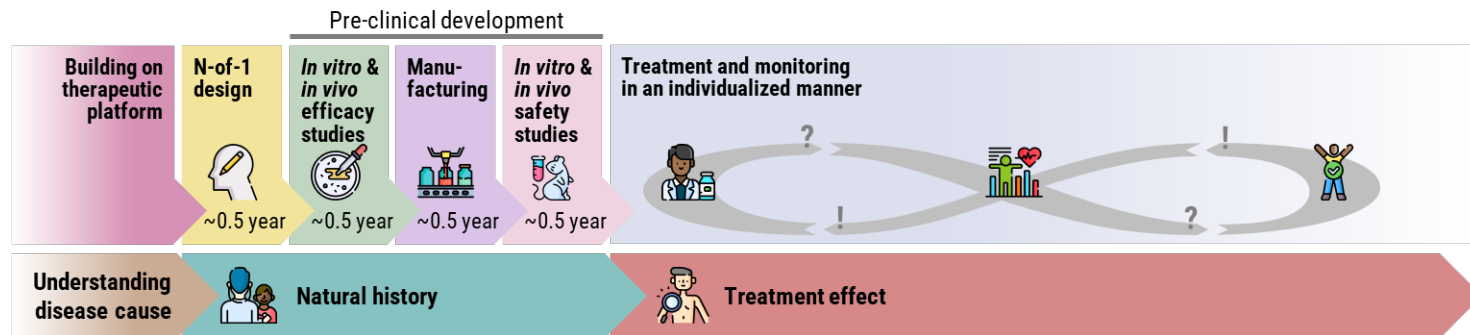 Pre-clinical development
Building on
therapeutic
platform
N-of-1
design
~0.5 year
In vitro &
in vivo
efficacy
studies
~0.5 year
Manu-
facturing
~0.5 year
In vitro &
in vivo
safety
studies
~0.5 year
Treatment and monitoring
in an individualized manner
?
!
!
?
Understanding
disease cause
Natural history
Treatment effect